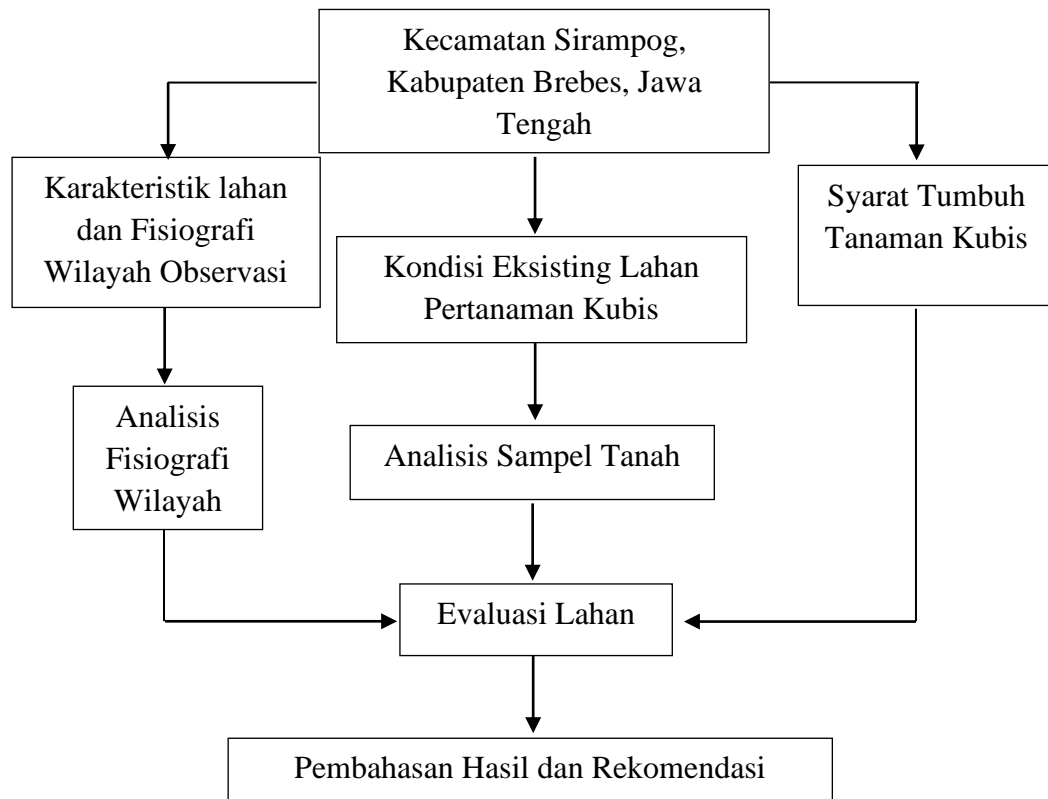 Kecamatan Sirampog,
Kabupaten Brebes, Jawa
Tengah
Karakteristik lahan
dan Fisiografi
Wilayah Observasi
Kondisi Eksisting Lahan
Pertanaman Kubis
Syarat Tumbuh
Tanaman Kubis
Analisis
Fisiografi
Wilayah
Analisis Sampel Tanah
Evaluasi Lahan
Pembahasan Hasil dan Rekomendasi